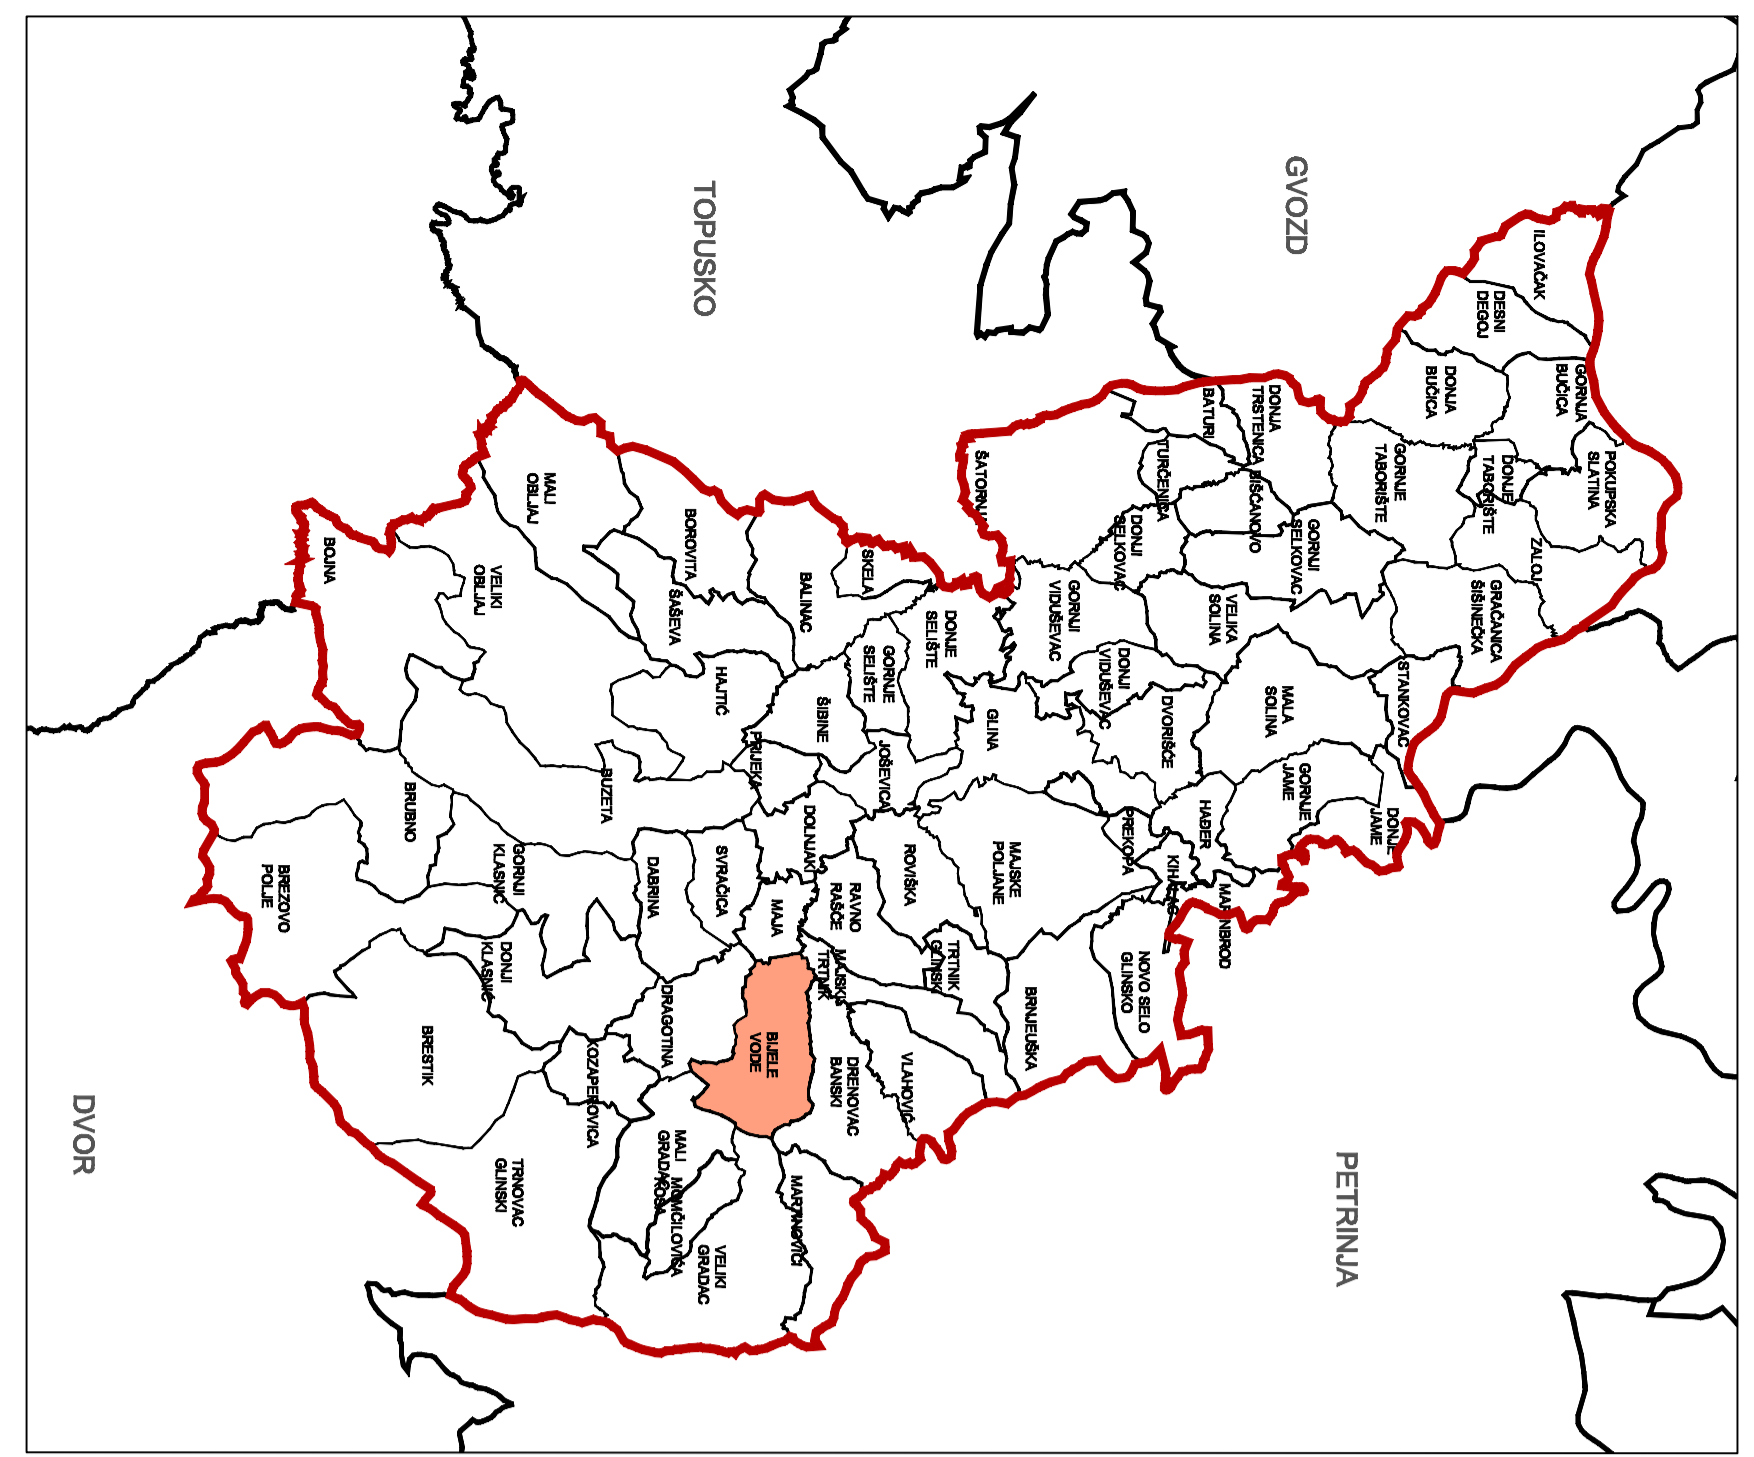 ILOVAČAK
DESNI
DEGOJ
GVOZD
GORNJA
BUČICA
DONJA
BUČICA
POKUPSKA
SLATINA
DONJE
TABORIŠTE
GORNJE
TABORIŠTE
ZALOJ
GRAČANICA
ŠIŠINEČKA
DONJA
TRSTENICA
BATURI
BIŠĆANOVO
TURČENICA
GORNJI
SELKOVAC
DONJI
SELKOVAC
ŠATORNJA
VELIKA
SOLINA
GORNJI
VIDUŠEVAC
DONJI
VIDUŠEVAC
STANKOVAC
MALA
SOLINA
DVORIŠĆE
GORNJE
JAME
DONJE
JAME
HAĐER
PREKOPA
KIHALAC
MARINBROD
NOVO SELO
GLINSKO
PETRINJA
TOPUSKO
GLINA
DONJE
SELIŠTE
GORNJE
SELIŠTE
SKELA
BALINAC
BOROVITA
ŠAŠEVA
MALI
OBLJAJ
VELIKI
OBLJAJ
BOJNA
HAJTIĆ
ŠIBINE
PRIJEKA
JOŠEVICA
MAJSKE
POLJANE
ROVIŠKA
DOLNJAKI
RAVNO
RAŠĆE
MAJA
SVRAČICA
DABRINA
BUZETA
GORNJI
KLASNIĆ
BRUBNO
BREZOVO
POLJE
DONJI
KLASNIĆ
BRESTIK
DRAGOTINA
BIJELE
VODE
MAJSKI
TRTNIK
TRTNIK
GLINSKI
BRNJEUŠKA
VLAHOVIĆ
DRENOVAC
BANSKI
KOZAPEROVICA
TRNOVAC
GLINSKI
MALI
GRADAC
MOMČILOVIĆA
KOSA
VELIKI
GRADAC
MARTINOVIĆI
DVOR